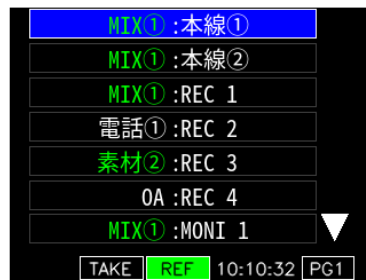 MIX①:本線①
MIX①:本線②
MIX①:REC 1
電話①:REC 2
素材②:REC 3
OA:REC 4
MIX①:MONI 1
TAKE REF 10:10:32 PG1